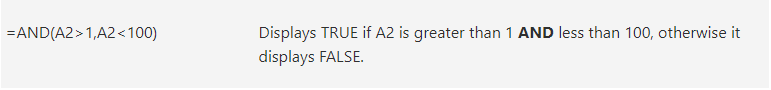 =AND(A2>1,A2<100) Displays TRUE if A2 is greater than 1 AND less than 100, otherwise it
displays FALSE.